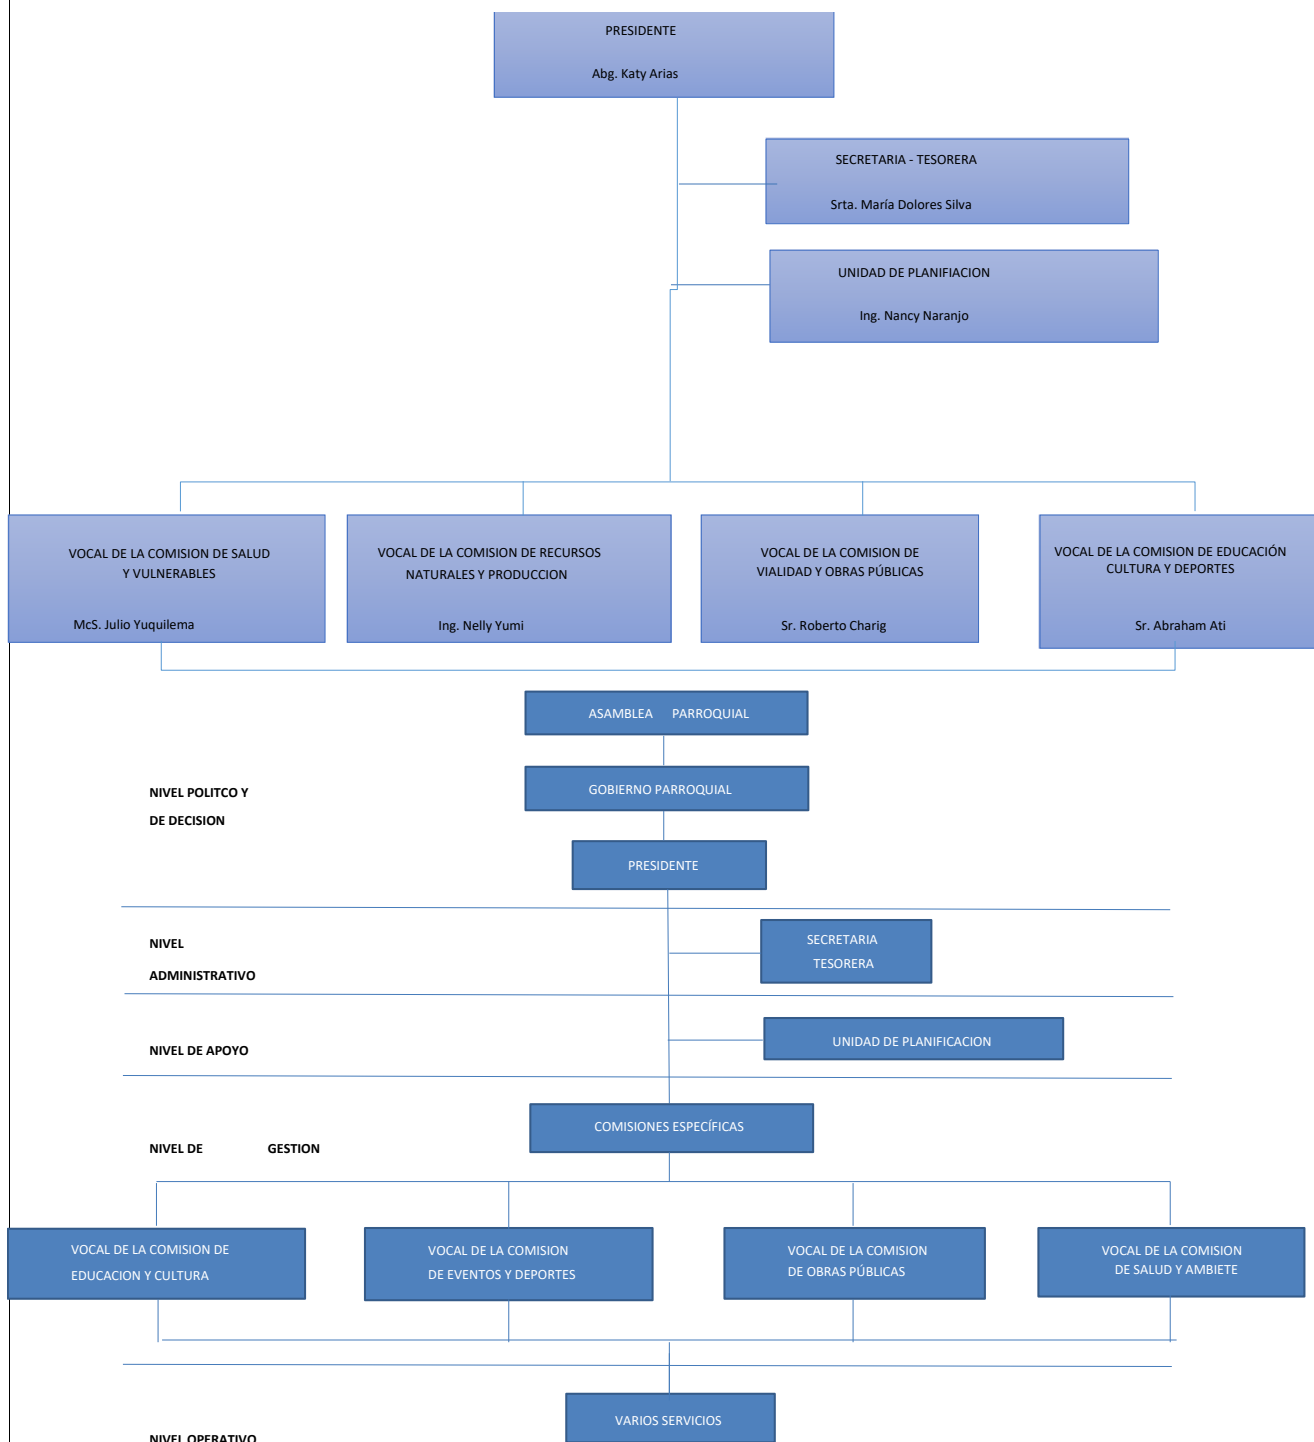 PRESIDENTE
Abg. Katy Arias
SECRETARIA - TESORERA
Srta. María Dolores Silva
UNIDAD DE PLANIFIACION
Ing. Nancy Naranjo
VOCAL DE LA COMISION DE SALUD
Y VULNERABLES
McS. Julio Yuquilema
VOCAL DE LA COMISION DE RECURSOS
NATURALES Y PRODUCCION
Ing. Nelly Yumi
VOCAL DE LA COMISION DE
VIALIDAD Y OBRAS PÚBLICAS
Sr. Roberto Charig
VOCAL DE LA COMISION DE EDUCACIÓN
CULTURA Y DEPORTES
Sr. Abraham Ati
ASAMBLEA PARROQUIAL
NIVEL POLITCO Y
DE DECISION
GOBIERNO PARROQUIAL
PRESIDENTE
NIVEL
ADMINISTRATIVO
SECRETARIA
TESORERA
NIVEL DE APOYO
UNIDAD DE PLANIFICACION
COMISIONES ESPECÍFICAS
NIVEL DE GESTION
VOCAL DE LA COMISION DE
EDUCACION Y CULTURA
VOCAL DE LA COMISION
DE EVENTOS Y DEPORTES
VOCAL DE LA COMISION
DE OBRAS PÚBLICAS
VOCAL DE LA COMISION
DE SALUD Y AMBIETE
VARIOS SERVICIOS
NIVEL OPERATIVO